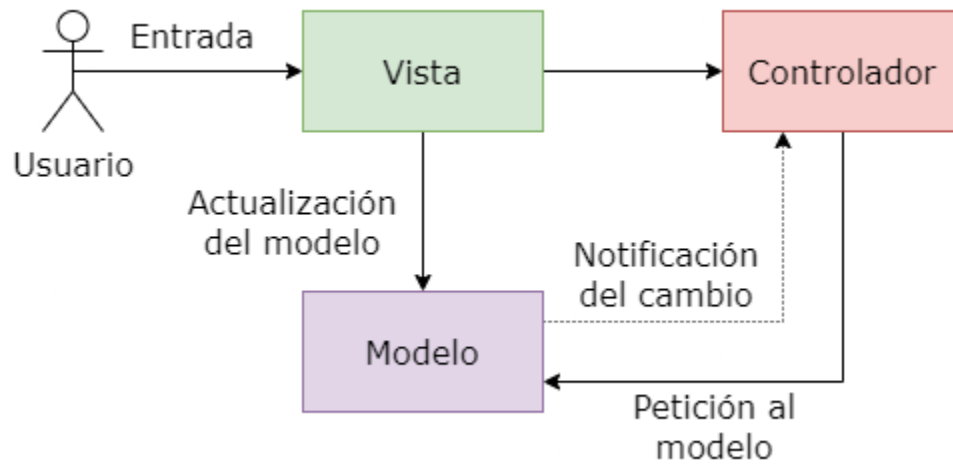 Entrada
Vista
Controlador
Usuario
Actualización
del modelo
Notificación
del cambio
Modelo
Petición al
modelo